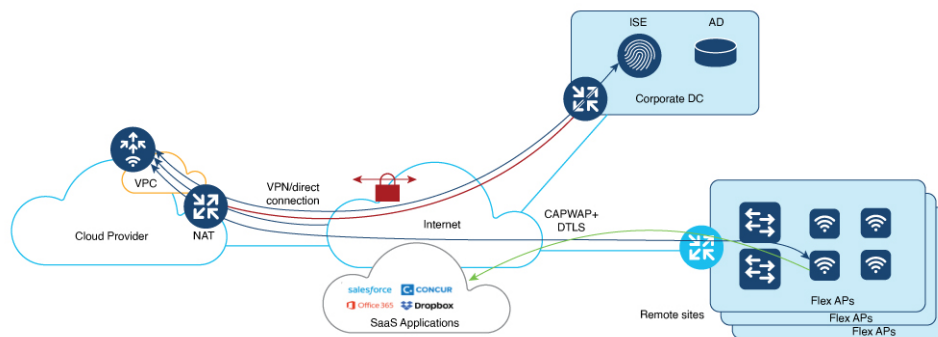 ISE
AD
Corporate DC
VPC
VPN/direct
connection
Internet
CAPWAP+
DTLS
Cloud Provider
NAT
salesforce
CONCUR
Office 365
Dropbox
SaaS Applications
Remote sites
Flex APs
Flex APs
Flex APs